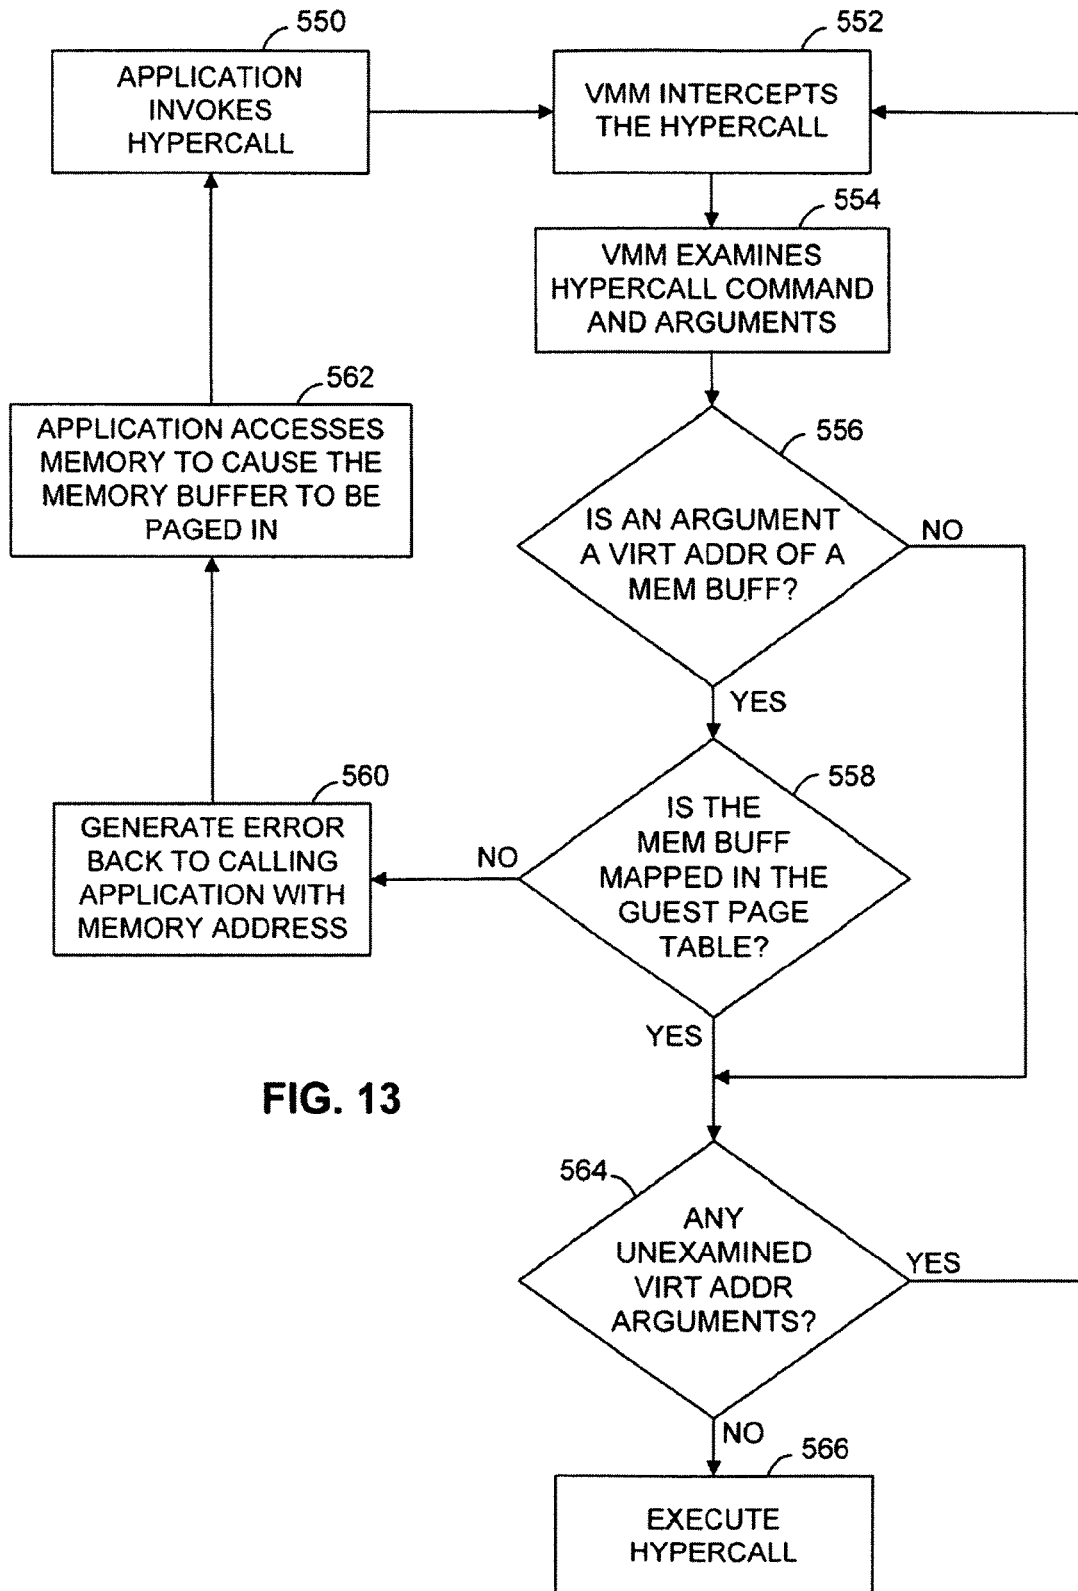 550
APPLICATION
INVOKES
HYPERCALL
552
VMM INTERCEPTS
THE HYPERCALL
554
VMM EXAMINES
HYPERCALL COMMAND
AND ARGUMENTS
562
APPLICATION ACCESSES
MEMORY TO CAUSE THE
MEMORY BUFFER TO BE
PAGED IN
556
IS AN ARGUMENT
A VIRT ADDR OF A
MEM BUFF?
NO
YES
560
GENERATE ERROR
BACK TO CALLING
APPLICATION WITH
MEMORY ADDRESS
NO
558
IS THE
MEM BUFF
MAPPED IN THE
GUEST PAGE
TABLE?
YES
FIG. 13
564
ANY
UNEXAMINED
VIRT ADDR
ARGUMENTS?
YES
NO
566
EXECUTE
HYPERCALL